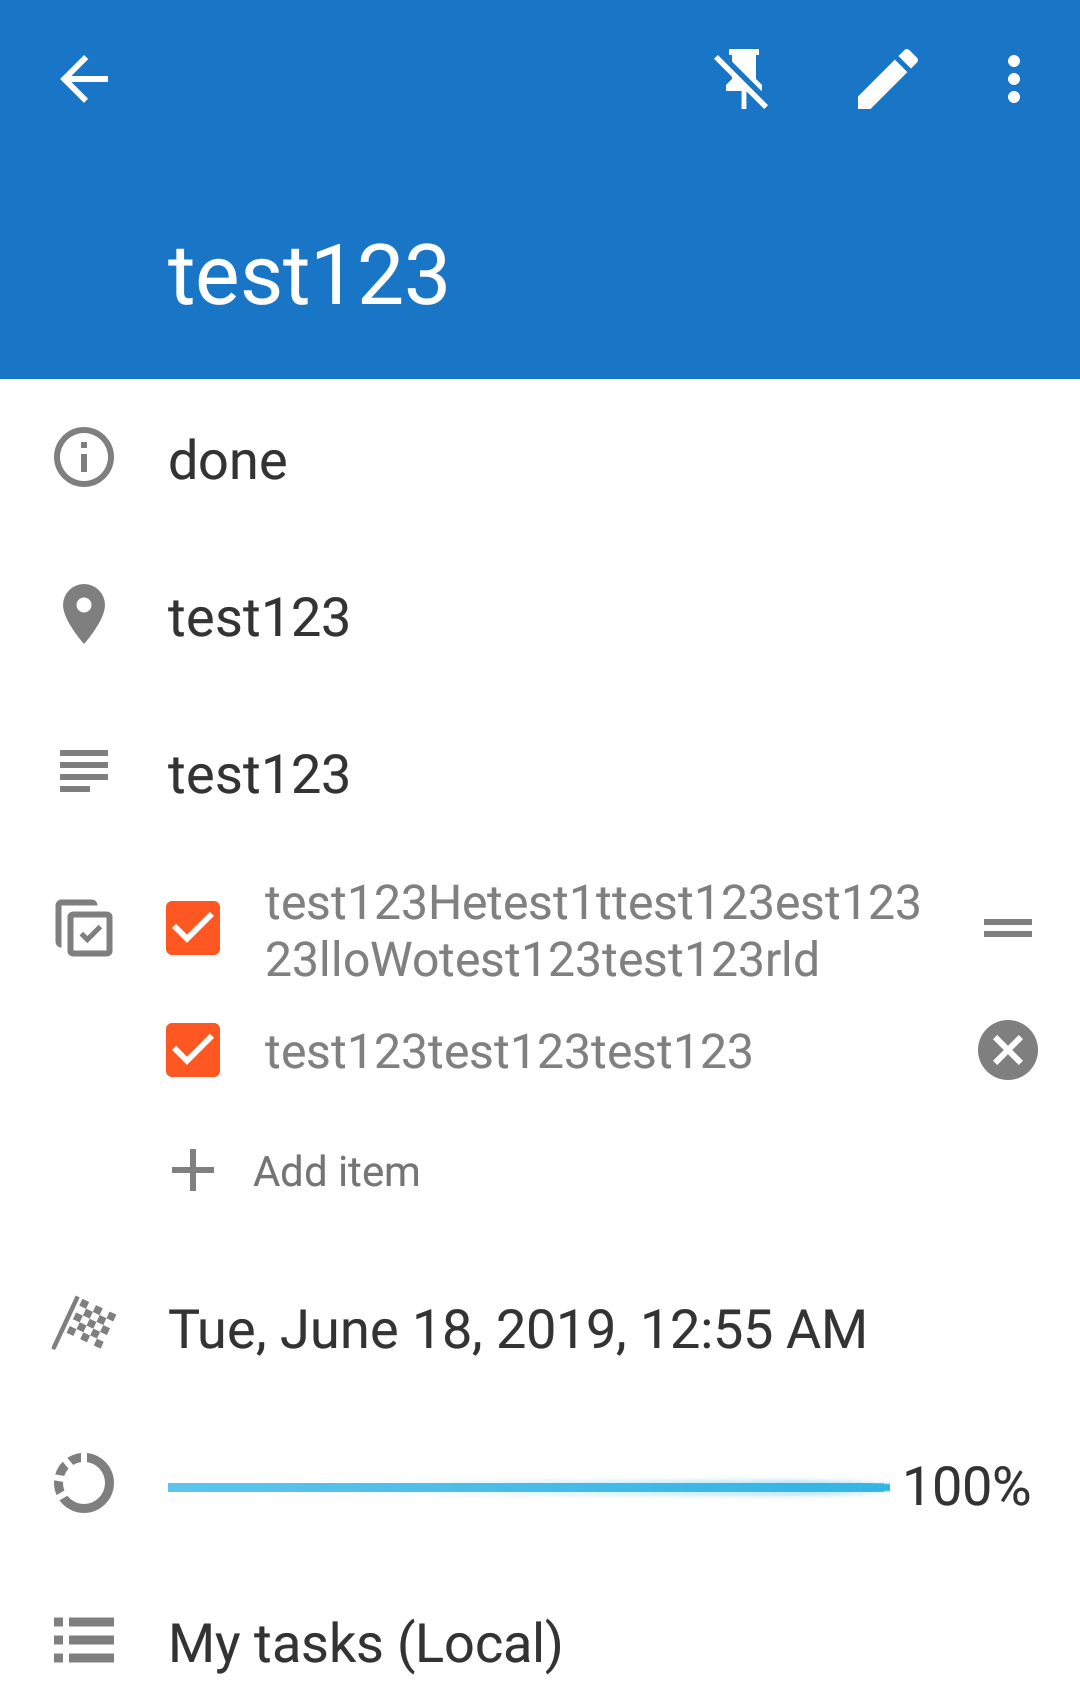 test123
done
test123
test123
test123Hetest1ttest123est123
23lloWotest123test123rld
test123test123test123
Add item
Tue, June 18, 2019, 12:55 AM
100%
My tasks (Local)